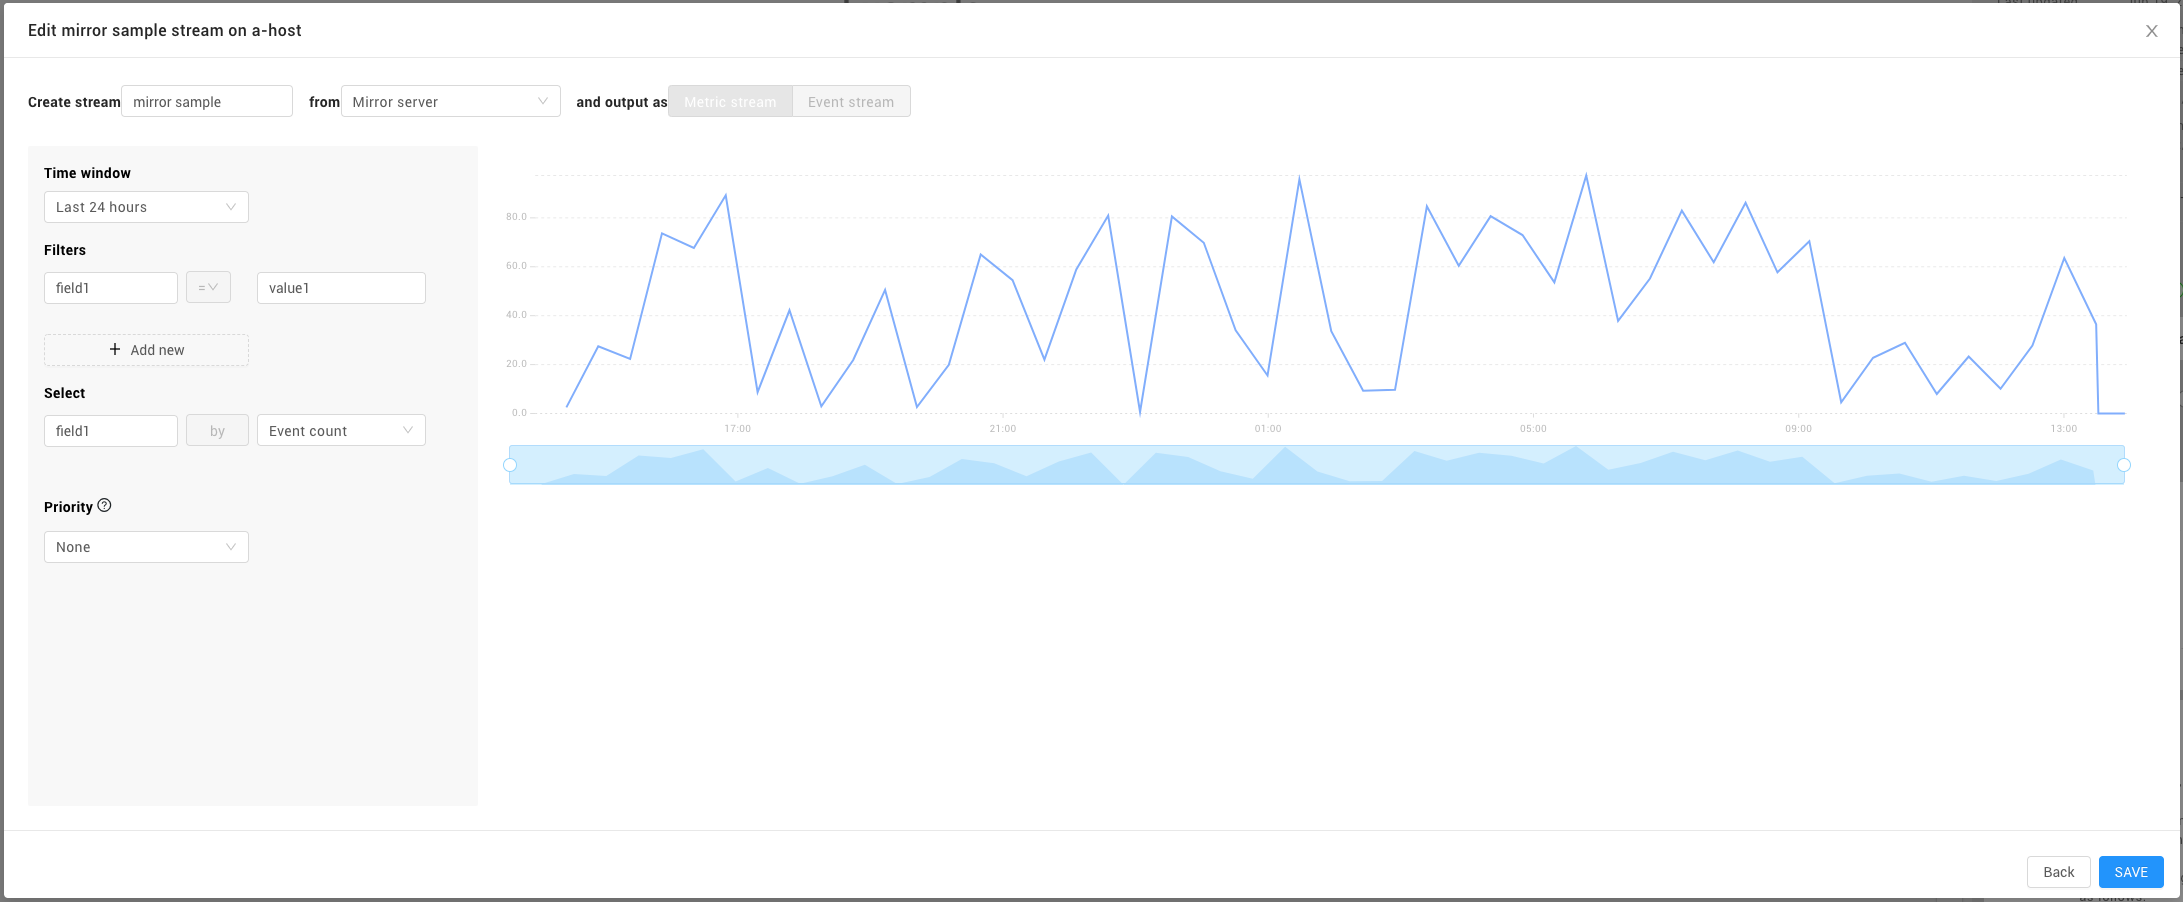 Edit mirror sample stream on a-host
Create stream mirror sample from Mirror server and output as Metric stream Event stream
Time window
Last 24 hours
Filters
field1 = value1
+ Add new
Select
field1 by Event count
Priority ?
None
80.0
60.0
40.0
20.0
0.0
17:00 21:00 01:00 05:00 09:00 13:00
Back SAVE